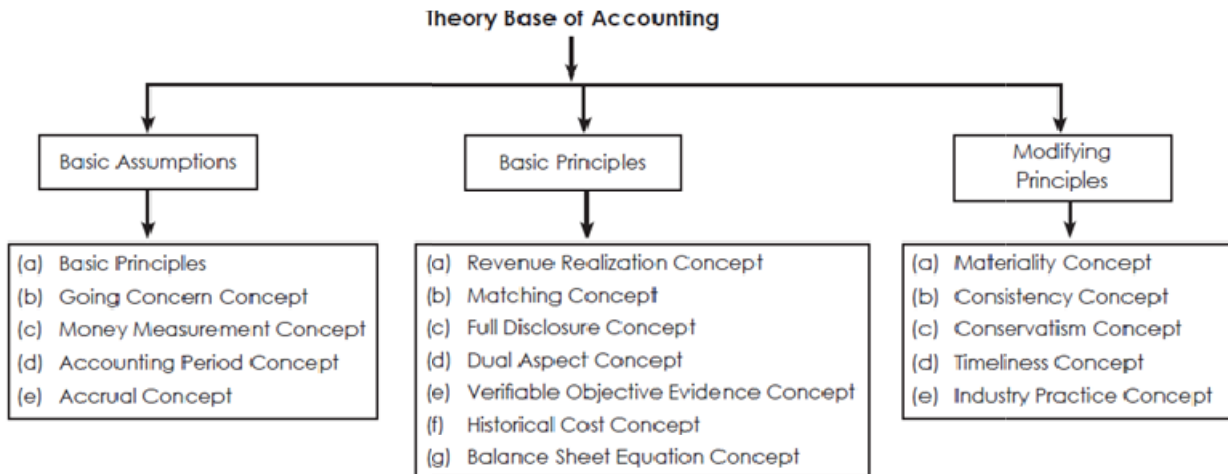 Theory Base of Accounting
Basic Assumptions
Basic Principles
Modifying
Principles
(a) Basic Principles
(b) Going Concern Concept
(c) Money Measurement Concept
(d) Accounting Period Concept
(e) Accrual Concept
(a) Revenue Realization Concept
(b) Matching Concept
(c) Full Disclosure Concept
(d) Dual Aspect Concept
(e) Verifiable Objective Evidence Concept
(f) Historical Cost Concept
(g) Balance Sheet Equation Concept
(a) Materiality Concept
(b) Consistency Concept
(c) Conservatism Concept
(d) Timeliness Concept
(e) Industry Practice Concept